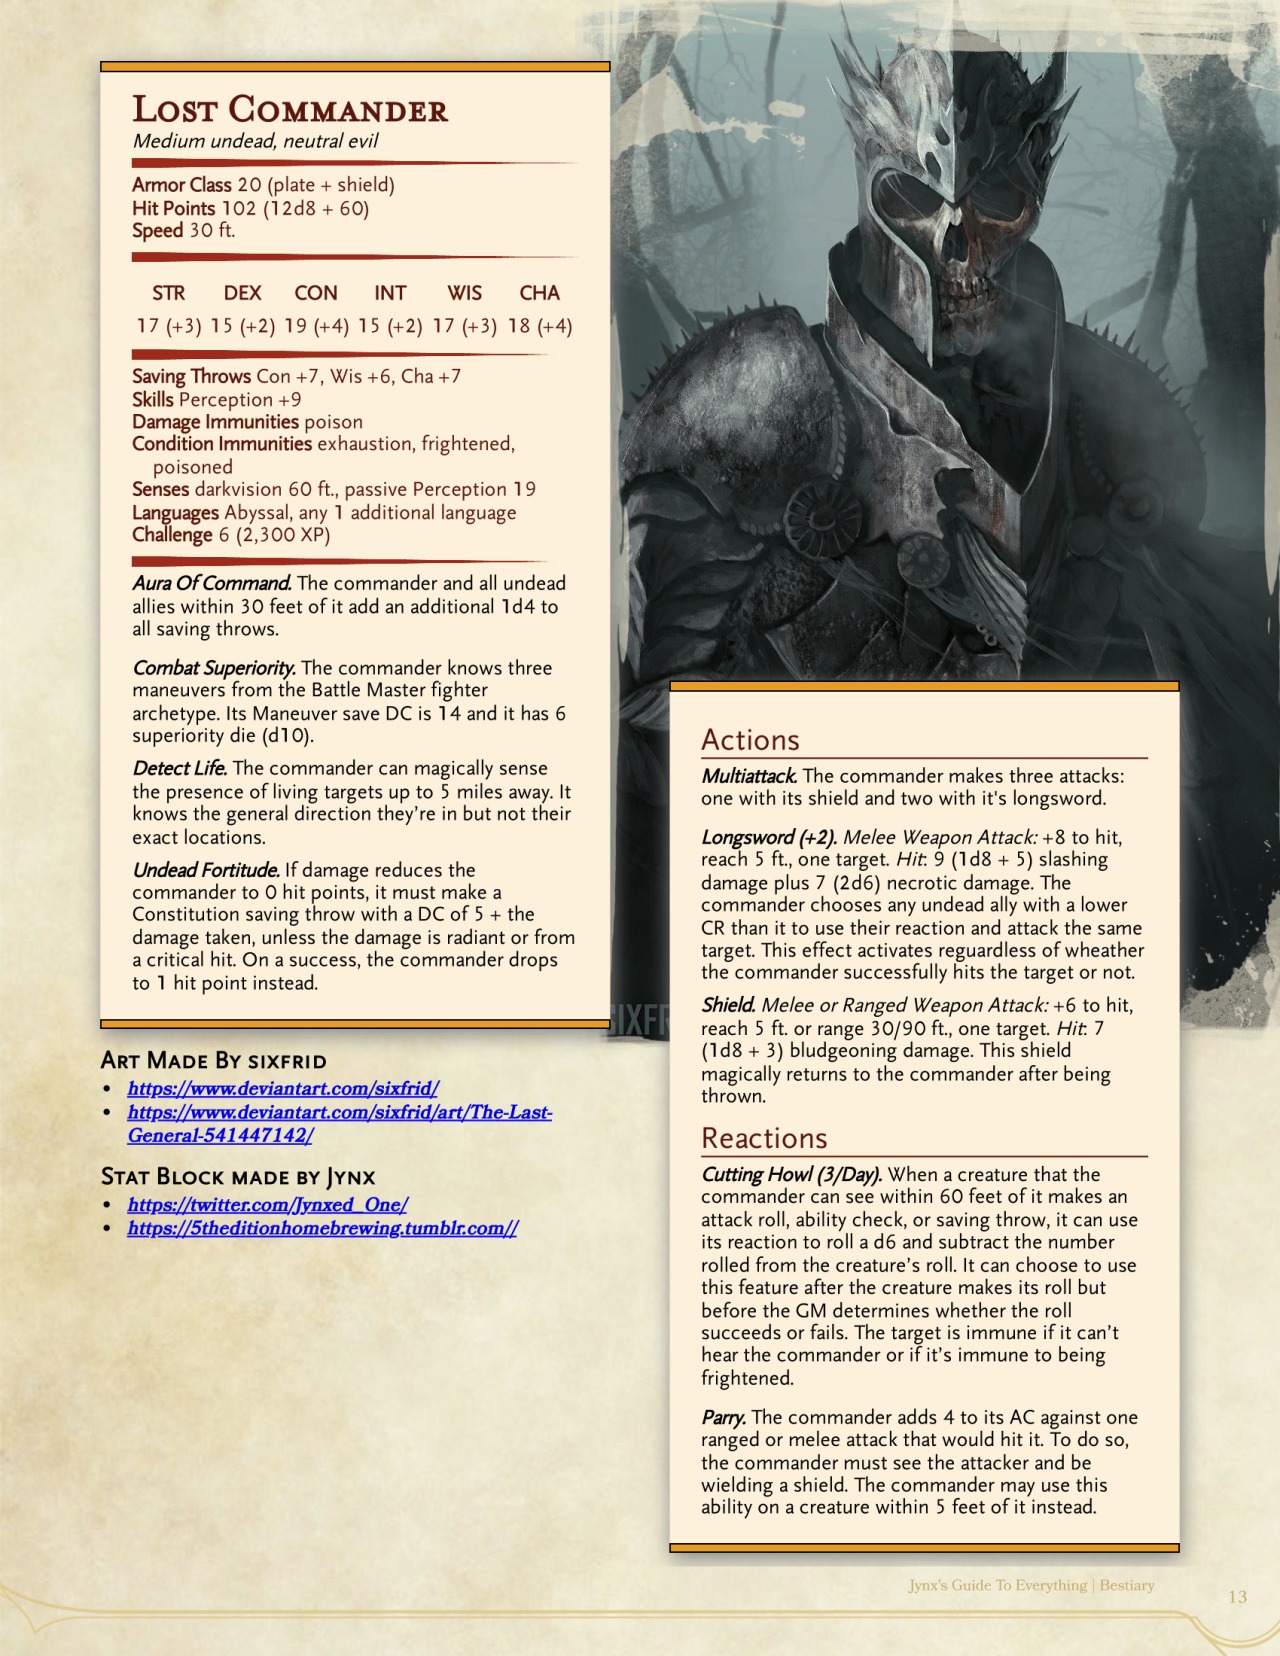 Lost Commander
Medium undead, neutral evil
Armor Class 20 (plate + shield)
Hit Points 102 (12d8 + 60)
Speed 30 ft.
STR DEX CON INT WIS CHA
17 (+3) 15 (+2) 19 (+4) 15 (+2) 17 (+3) 18 (+4)
Saving Throws Con +7, Wis +6, Cha +7
Skills Perception +9
Damage Immunities poison
Condition Immunities exhaustion, frightened,
poisoned
Senses darkvision 60 ft., passive Perception 19
Languages Abyssal, any 1 additional language
Challenge 6 (2,300 XP)
Aura Of Command. The commander and all undead
allies within 30 feet of it add an additional 1d4 to
all saving throws.
Combat Superiority. The commander knows three
maneuvers from the Battle Master fighter
archetype. Its Maneuver save DC is 14 and it has 6
superiority die (d10).
Detect Life. The commander can magically sense
the presence of living targets up to 5 miles away. It
knows the general direction they're in but not their
exact locations.
Undead Fortitude. If damage reduces the
commander to 0 hit points, it must make a
Constitution saving throw with a DC of 5 + the
damage taken, unless the damage is radiant or from
a critical hit. On a success, the commander drops
to 1 hit point instead.
SIXFR
Art Made By sixfrid
• https://www.deviantart.com/sixfrid/
• https://www.deviantart.com/sixfrid/art/The-Last-
General-541447142/
Stat Block made by Jynx
• https://twitter.com/Jynxed_One/
• https://5theditionhomebrewing.tumblr.com//
Actions
Multiattack. The commander makes three attacks:
one with its shield and two with it's longsword.
Longsword (+2). Melee Weapon Attack: +8 to hit,
reach 5 ft., one target. Hit: 9 (1d8 + 5) slashing
damage plus 7 (2d6) necrotic damage. The
commander chooses any undead ally with a lower
CR than it to use their reaction and attack the same
target. This effect activates reguardless of wheather
the commander successfully hits the target or not.
Shield. Melee or Ranged Weapon Attack: +6 to hit,
reach 5 ft. or range 30/90 ft., one target. Hit: 7
(1d8 + 3) bludgeoning damage. This shield
magically returns to the commander after being
thrown.
Reactions
Cutting Howl (3/Day). When a creature that the
commander can see within 60 feet of it makes an
attack roll, ability check, or saving throw, it can use
its reaction to roll a d6 and subtract the number
rolled from the creature's roll. It can choose to use
this feature after the creature makes its roll but
before the GM determines whether the roll
succeeds or fails. The target is immune if it can't
hear the commander or if it's immune to being
frightened.
Parry. The commander adds 4 to its AC against one
ranged or melee attack that would hit it. To do so,
the commander must see the attacker and be
wielding a shield. The commander may use this
ability on a creature within 5 feet of it instead.
Jynx's Guide To Everything | Bestiary
13